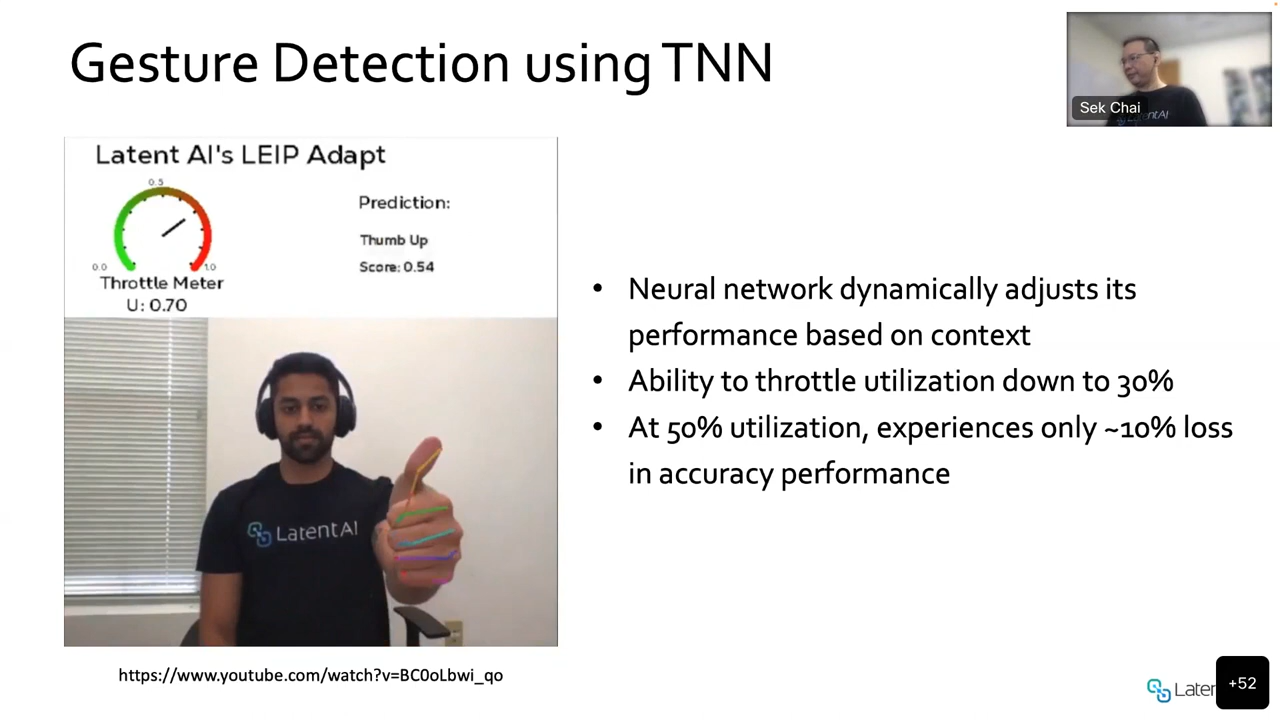 Gesture Detection using TNN
Sek Chai
LatentAI
Latent AI's LEIP Adapt
0.5
0.0
1.0
Throttle Meter
U: 0.70
Prediction:
Thumb Up
Score: 0.54
LatentAI
• Neural network dynamically adjusts its
performance based on context
• Ability to throttle utilization down to 30%
• At 50% utilization, experiences only ~10% loss
in accuracy performance
https://www.youtube.com/watch?v=BC0oLbwi_qo
Later
+52